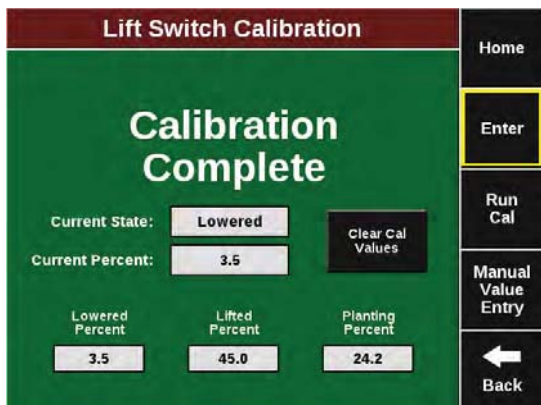 Lift Switch Calibration
Home
Enter
Run
Cal
Manual
Value
Entry
Back
Calibration
Complete
Current State:
Lowered
Current Percent:
3.5
Clear Cal
Values
Lowered
Percent
Lifted
Percent
Planting
Percent
3.5
45.0
24.2